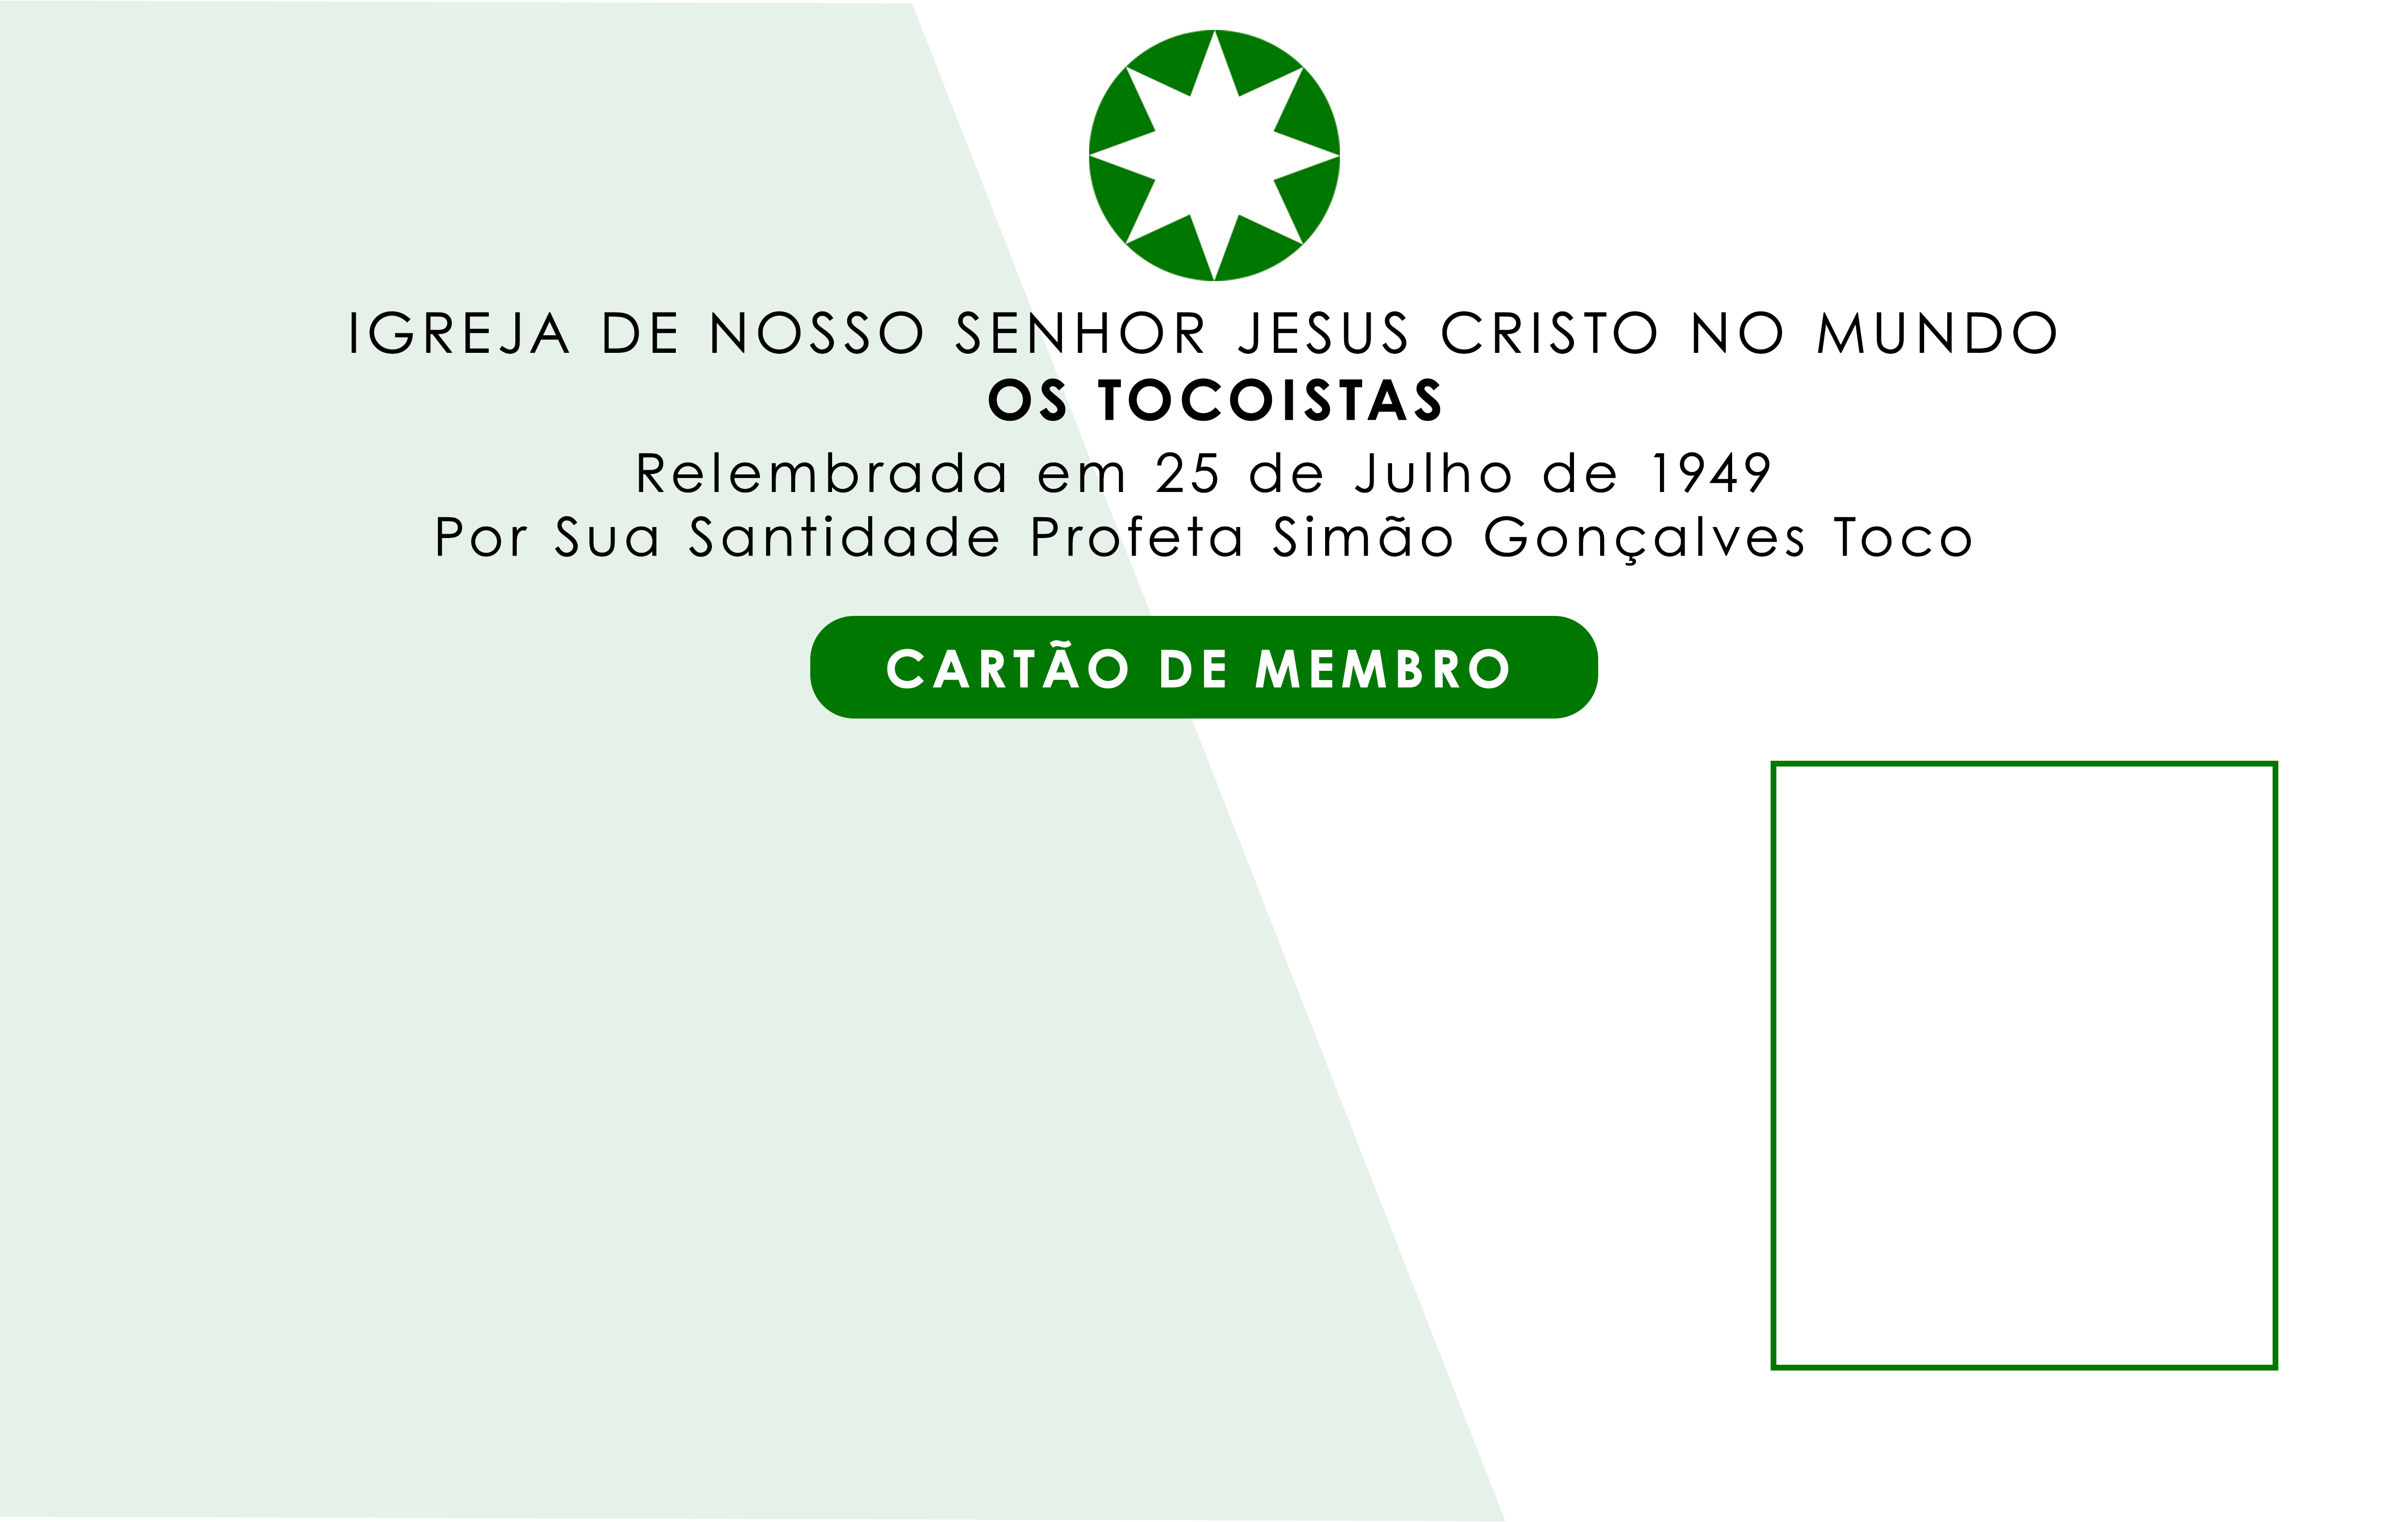 IGREJA DE NOSSO SENHOR JESUS CRISTO NO MUNDO
OS TOCOISTAS
Relembrada em 25 de Julho de 1949
Por Sua Santidade Profeta Simão Gonçalves Toco
CARTÃO DE MEMBRO